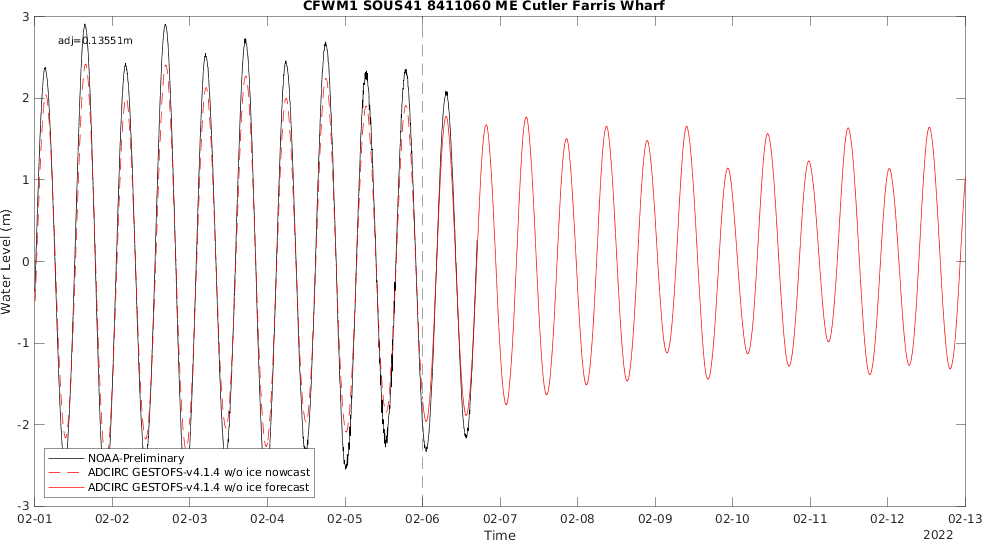 CFWM1 SOUS41 8411060 ME Cutler Farris Wharf
adj=0.13551m
3
2
1
0
-1
-2
-3
Water Level (m)
NOAA-Preliminary
ADCIRC GESTOFS-v4.1.4 w/o ice nowcast
ADCIRC GESTOFS-v4.1.4 w/o ice forecast
02-01 02-02 02-03 02-04 02-05 02-06 02-07 02-08 02-09 02-10 02-11 02-12 02-13
Time
2022